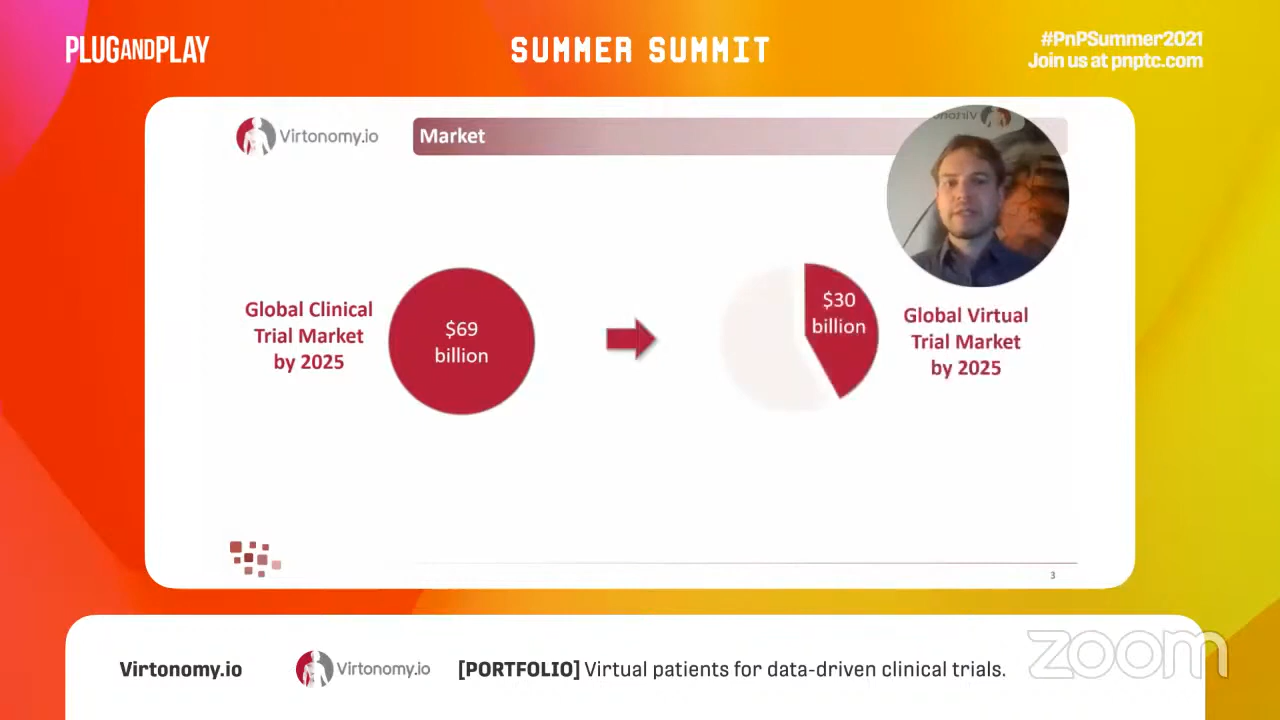 PLUGANDPLAY
SUMMER SUMMIT
#PnPSummer2021
Join us at pnptc.com
Virtonomy.io
Market
Virtono
Global Clinical
Trial Market
by 2025
$69
billion
$30
billion
Global Virtual
Trial Market
by 2025
3
Virtonomy.io
Virtonomy.io
[PORTFOLIO] Virtual patients for data-driven clinical trials.
zoom